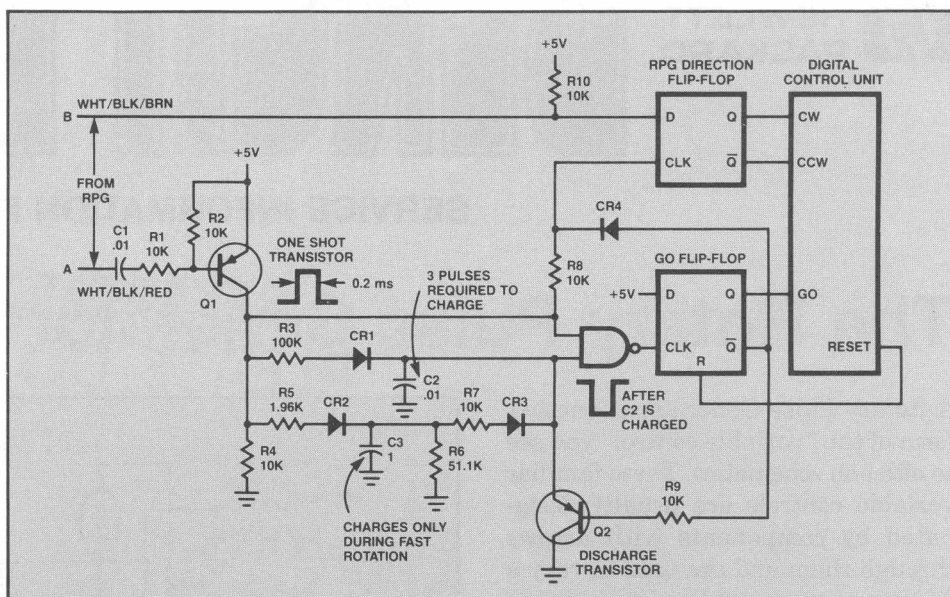 +5V
RPG DIRECTION
FLIP-FLOP
DIGITAL
CONTROL UNIT
B
WHT/BLK/BRN
R10
10K
D
Q
CW
CLK
Q
CCW
+5V
FROM
RPG
R2
10K
C1
.01
R1
10K
A
WHT/BLK/RED
Q1
ONE SHOT
TRANSISTOR
0.2 ms
3 PULSES
REQUIRED TO
CHARGE
CR4
R8
10K
GO FLIP-FLOP
+5V
D
Q
GO
CLK
Q
R
RESET
R3
100K
CR1
C2
.01
AFTER
C2 IS
CHARGED
R5
1.96K
CR2
R7
10K
CR3
C3
1
R6
51.1K
R4
10K
R9
10K
Q2
CHARGES ONLY
DURING FAST
ROTATION
DISCHARGE
TRANSISTOR